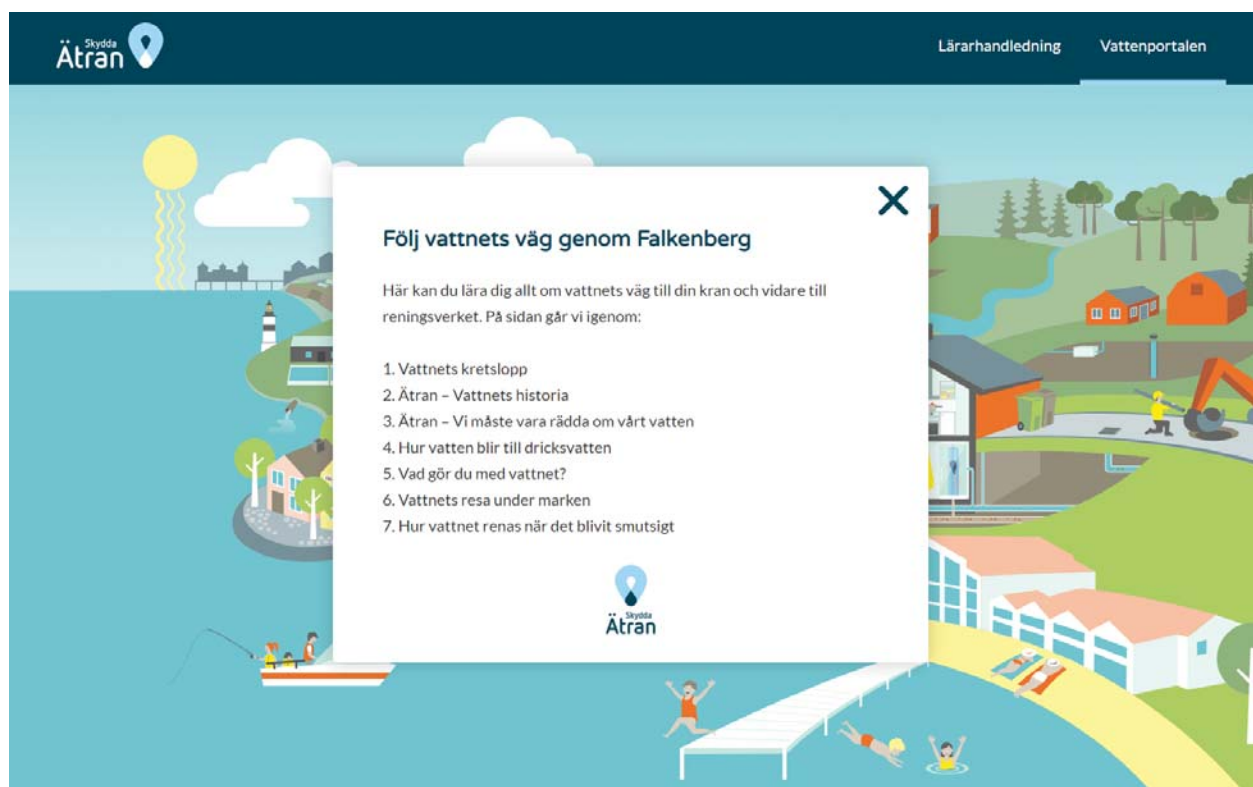 Skydda
Ätran
Lärarhandledning
Vattenportalen
Följ vattnets väg genom Falkenberg
Här kan du lära dig allt om vattnets väg till din kran och vidare till
reningsverket. På sidan går vi igenom:
1. Vattnets kretslopp
2. Ätran – Vattnets historia
3. Ätran – Vi måste vara rädda om vårt vatten
4. Hur vatten blir till dricksvatten
5. Vad gör du med vattnet?
6. Vattnets resa under marken
7. Hur vattnet renas när det blivit smutsigt
Skydda
Ätran